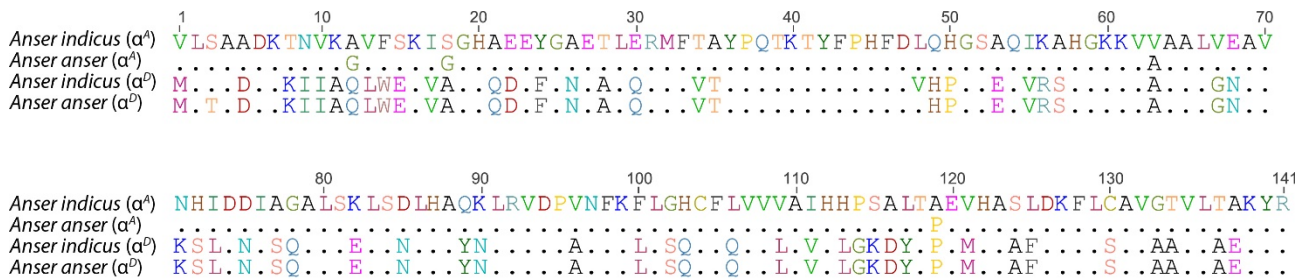 1 10 20 30 40 50 60 70
Anser indicus (αᴬ) VLSAADKTNVKAVFSKISGHAEEYGAETLERMFTAYPQTKTYFPHFDLQHGSAQIKAHGKKVVAALVEAV
Anser anser (αᴬ) ...........G.....G............................................A.......
Anser indicus (αᴰ) M...D..KIIAQLWE.VA..QD.F.N.A.Q...VT............VHP..E.VRS.....A...GN..
Anser anser (αᴰ) M.T.D..KIIAQLWE.VA..QD.F.N.A.Q...VT.............HP..E.VRS.....A...GN..
80 90 100 110 120 130 141
Anser indicus (αᴬ) NHIDDIAGALSKLSDLHAQKLRVDPVNFKFLGHCFLVVVAIHHPSALTAEVHASLDKFLCAVGTVLTAKYR
Anser anser (αᴬ) ................................................P......................
Anser indicus (αᴰ) KSL.N.SQ...E..N...YN.....A...L.SQ..Q..L.V.LGKDY.P.M..AF....S..AA..AE...
Anser anser (αᴰ) KSL.N.SQ...E..N...YN.....A...L.SQ..Q..L.V.LGKDY.P.M..AF....S..AA..AE...